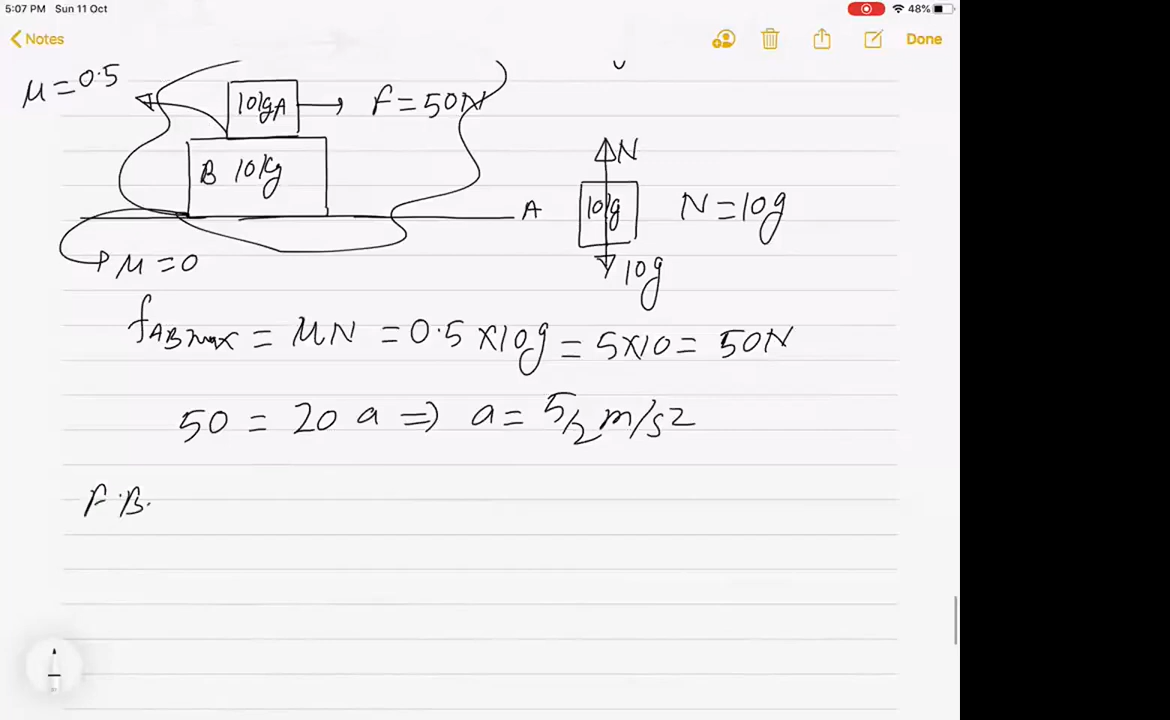 5:07 PM Sun 11 Oct
48%
Notes
Done
μ = 0.5
10kg A
F = 50N
B 10kg
A
μ = 0
N
10g
N = 10g
10g
fABmax = μN = 0.5 × 10g = 5×10 = 50N
50 = 20 a ⇒ a = 5/2 m/s2
F.B.